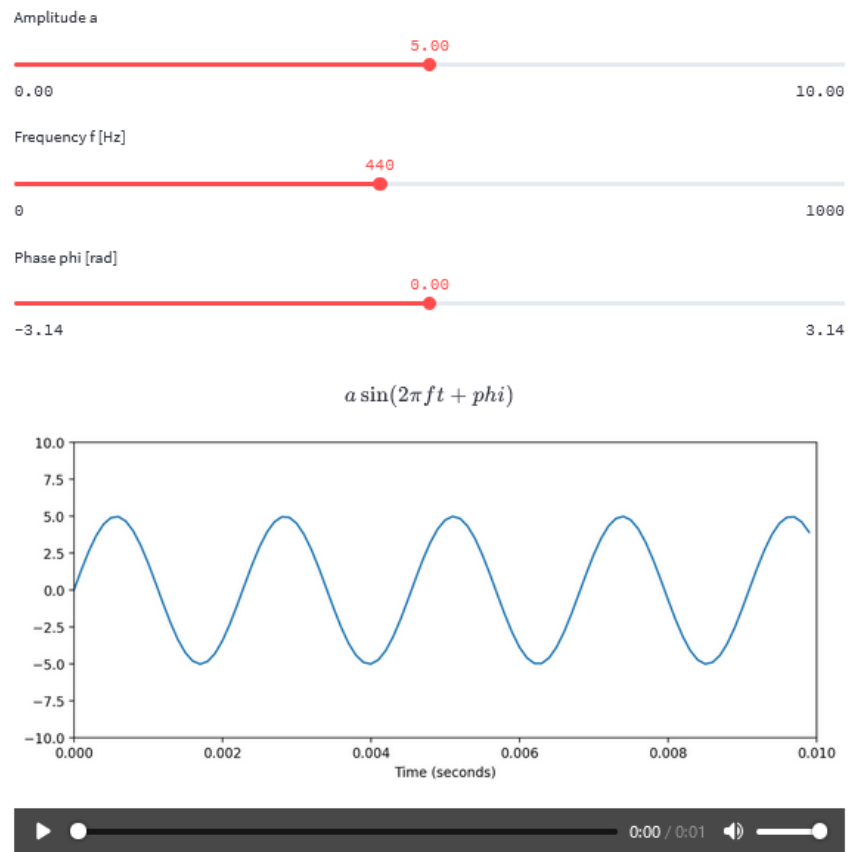 Amplitude a
5.00
0.00 10.00
Frequency f [Hz]
440
0 1000
Phase phi [rad]
0.00
-3.14 3.14
a sin(2πft + phi)
10.0
7.5
5.0
2.5
0.0
−2.5
−5.0
−7.5
−10.0
0.000 0.002 0.004 0.006 0.008 0.010
Time (seconds)
0:00 / 0:01